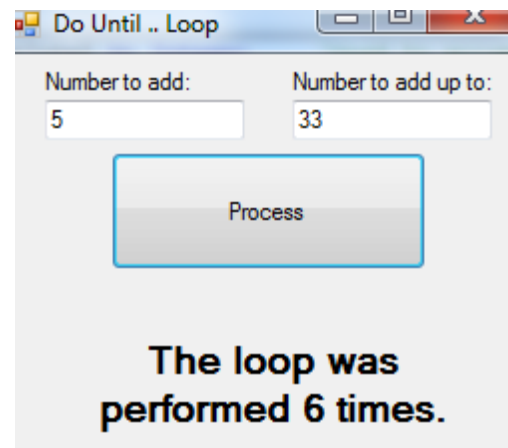 Do Until .. Loop
Number to add: Number to add up to:
5 33
Process
The loop was
performed 6 times.